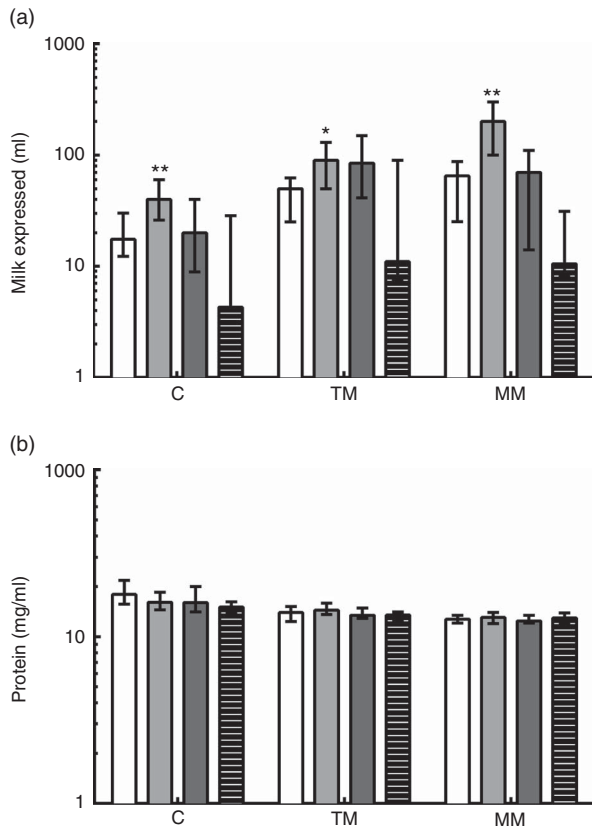 (a)
1000
100
10
1
Milk expressed (ml)
**
*
**
C TM MM
(b)
1000
10
1
Protein (mg/ml)
C TM MM